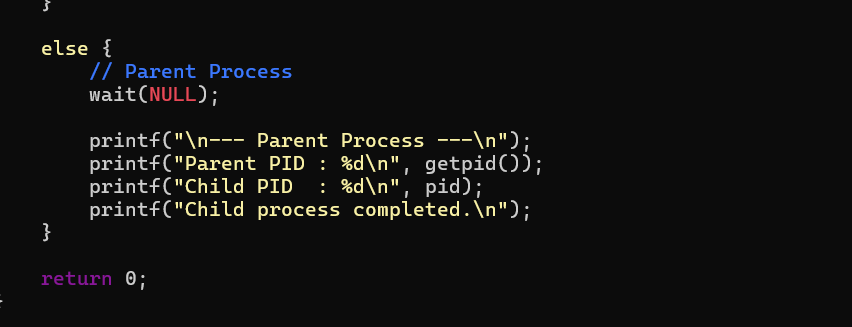 }
else {
// Parent Process
wait(NULL);
printf("\n--- Parent Process ---\n");
printf("Parent PID : %d\n", getpid());
printf("Child PID  : %d\n", pid);
printf("Child process completed.\n");
}
return 0;
}